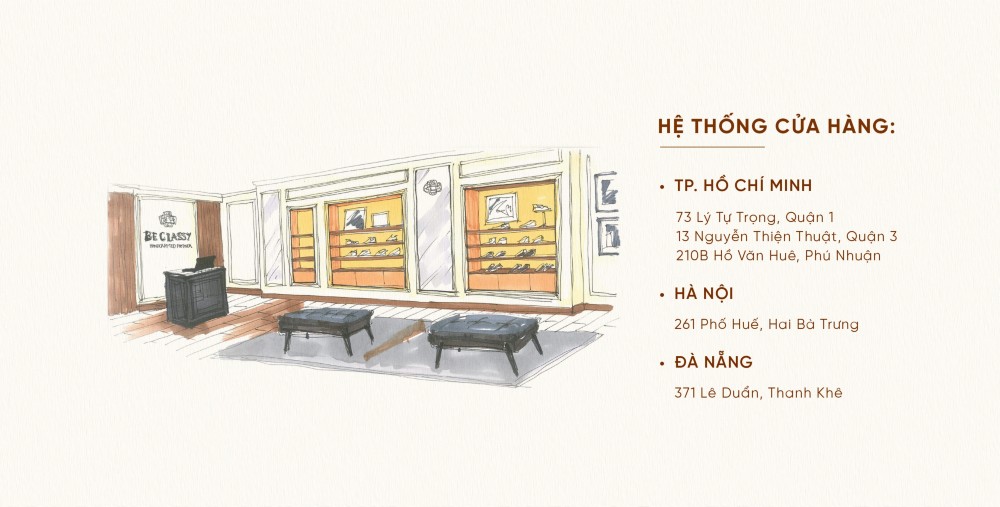 BE CLASSY
HỆ THỐNG CỬA HÀNG:
• TP. HỒ CHÍ MINH
73 Lý Tự Trọng, Quận 1
13 Nguyễn Thiện Thuật, Quận 3
210B Hồ Văn Huê, Phú Nhuận
• HÀ NỘI
261 Phố Huế, Hai Bà Trưng
• ĐÀ NẴNG
371 Lê Duẩn, Thanh Khê